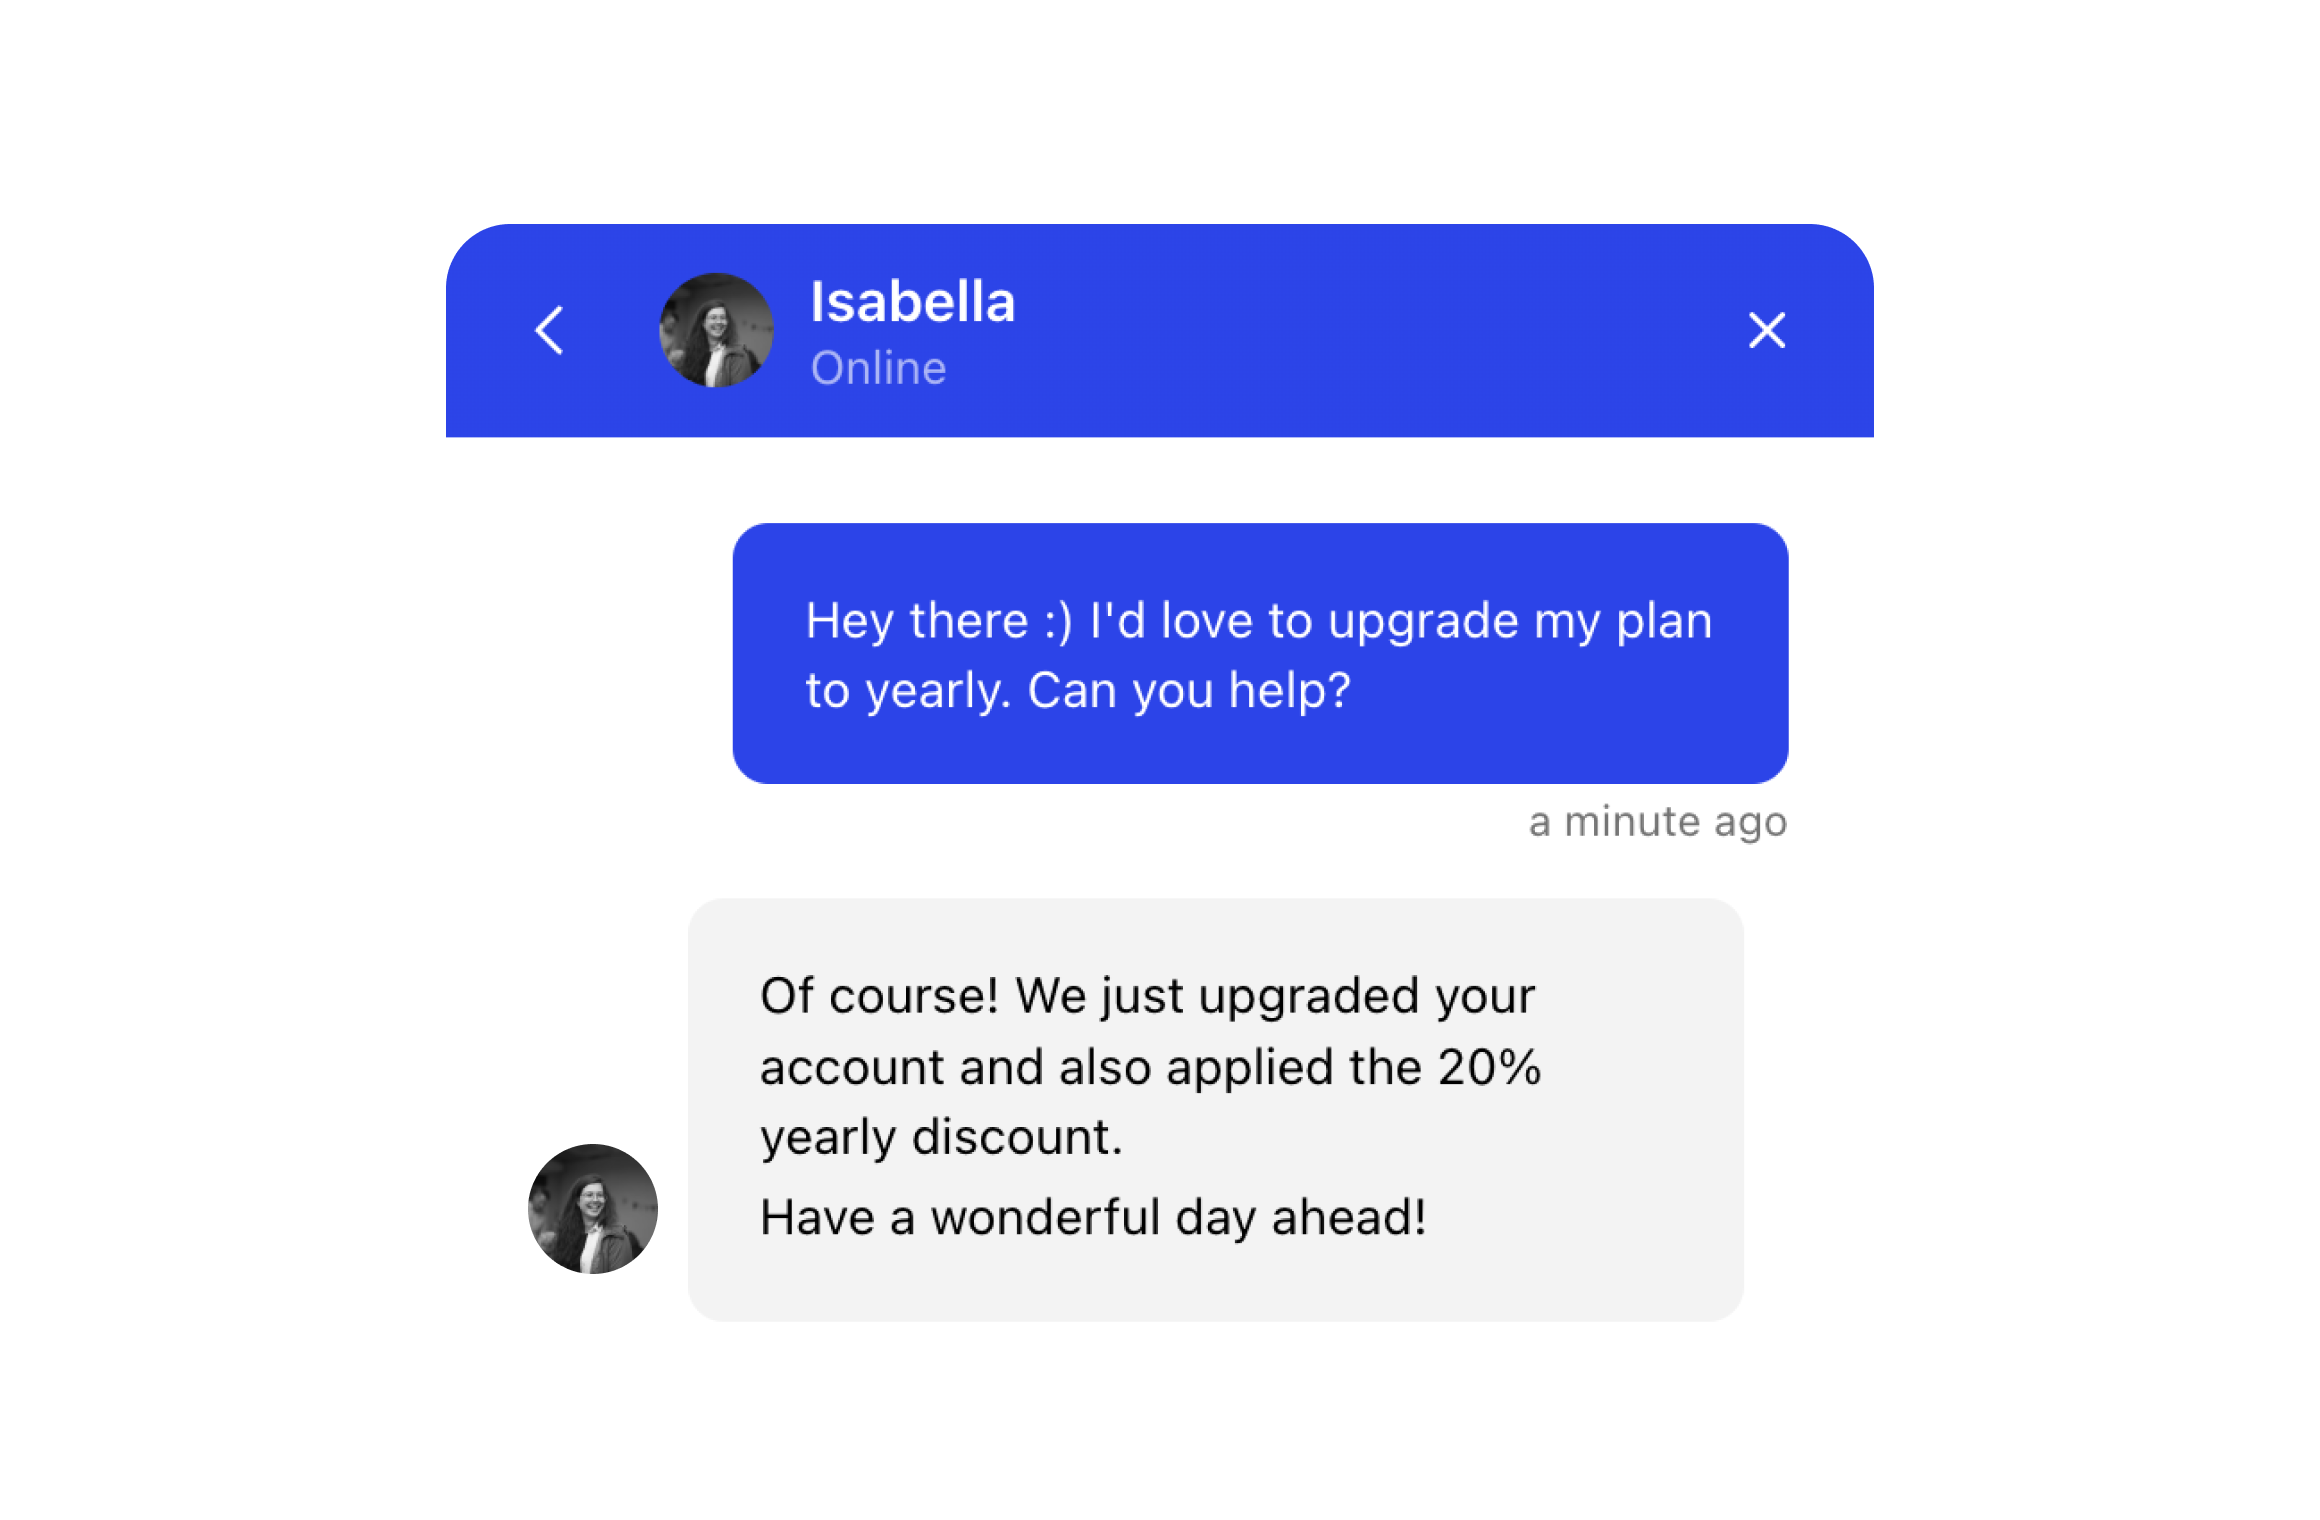 Isabella
Online
Hey there :) I'd love to upgrade my plan
to yearly. Can you help?
a minute ago
Of course! We just upgraded your
account and also applied the 20%
yearly discount.
Have a wonderful day ahead!